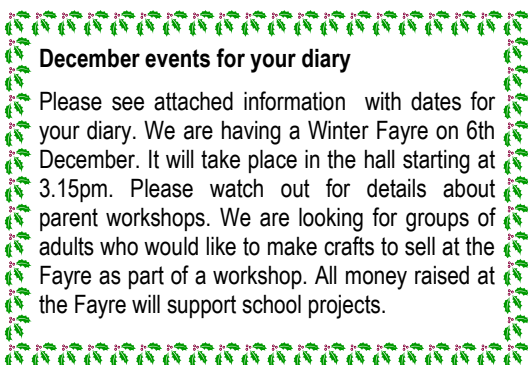 December events for your diary
Please see attached information with dates for
your diary. We are having a Winter Fayre on 6th
December. It will take place in the hall starting at
3.15pm. Please watch out for details about
parent workshops. We are looking for groups of
adults who would like to make crafts to sell at the
Fayre as part of a workshop. All money raised at
the Fayre will support school projects.